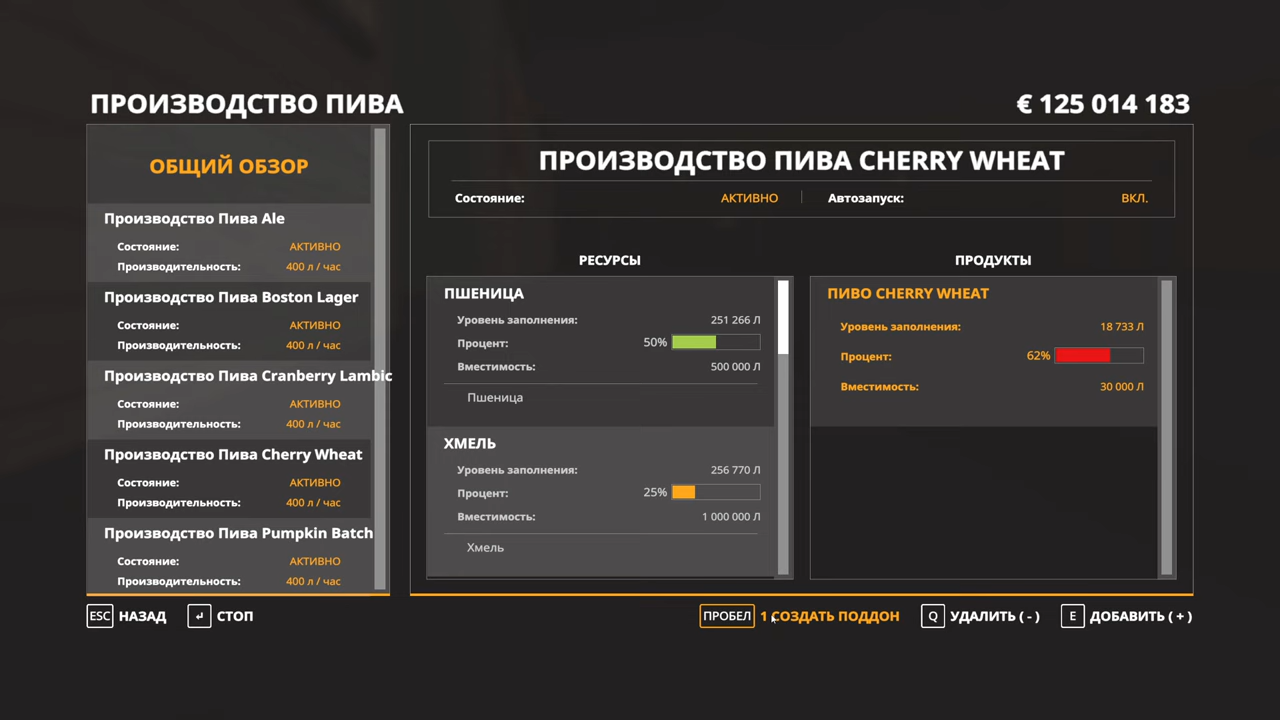 ПРОИЗВОДСТВО ПИВА
€ 125 014 183
ОБЩИЙ ОБЗОР
Производство Пива Ale
Состояние: АКТИВНО
Производительность: 400 л / час
Производство Пива Boston Lager
Состояние: АКТИВНО
Производительность: 400 л / час
Производство Пива Cranberry Lambic
Состояние: АКТИВНО
Производительность: 400 л / час
Производство Пива Cherry Wheat
Состояние: АКТИВНО
Производительность: 400 л / час
Производство Пива Pumpkin Batch
Состояние: АКТИВНО
Производительность: 400 л / час
ПРОИЗВОДСТВО ПИВА CHERRY WHEAT
Состояние: АКТИВНО Автозапуск: ВКЛ.
РЕСУРСЫ
ПШЕНИЦА
Уровень заполнения: 251 266 Л
Процент: 50%
Вместимость: 500 000 Л
Пшеница
ХМЕЛЬ
Уровень заполнения: 256 770 Л
Процент: 25%
Вместимость: 1 000 000 Л
Хмель
ПРОДУКТЫ
ПИВО CHERRY WHEAT
Уровень заполнения: 18 733 Л
Процент: 62%
Вместимость: 30 000 Л
ESC НАЗАД ↵ СТОП ПРОБЕЛ 1 СОЗДАТЬ ПОДДОН Q УДАЛИТЬ ( - ) E ДОБАВИТЬ ( + )